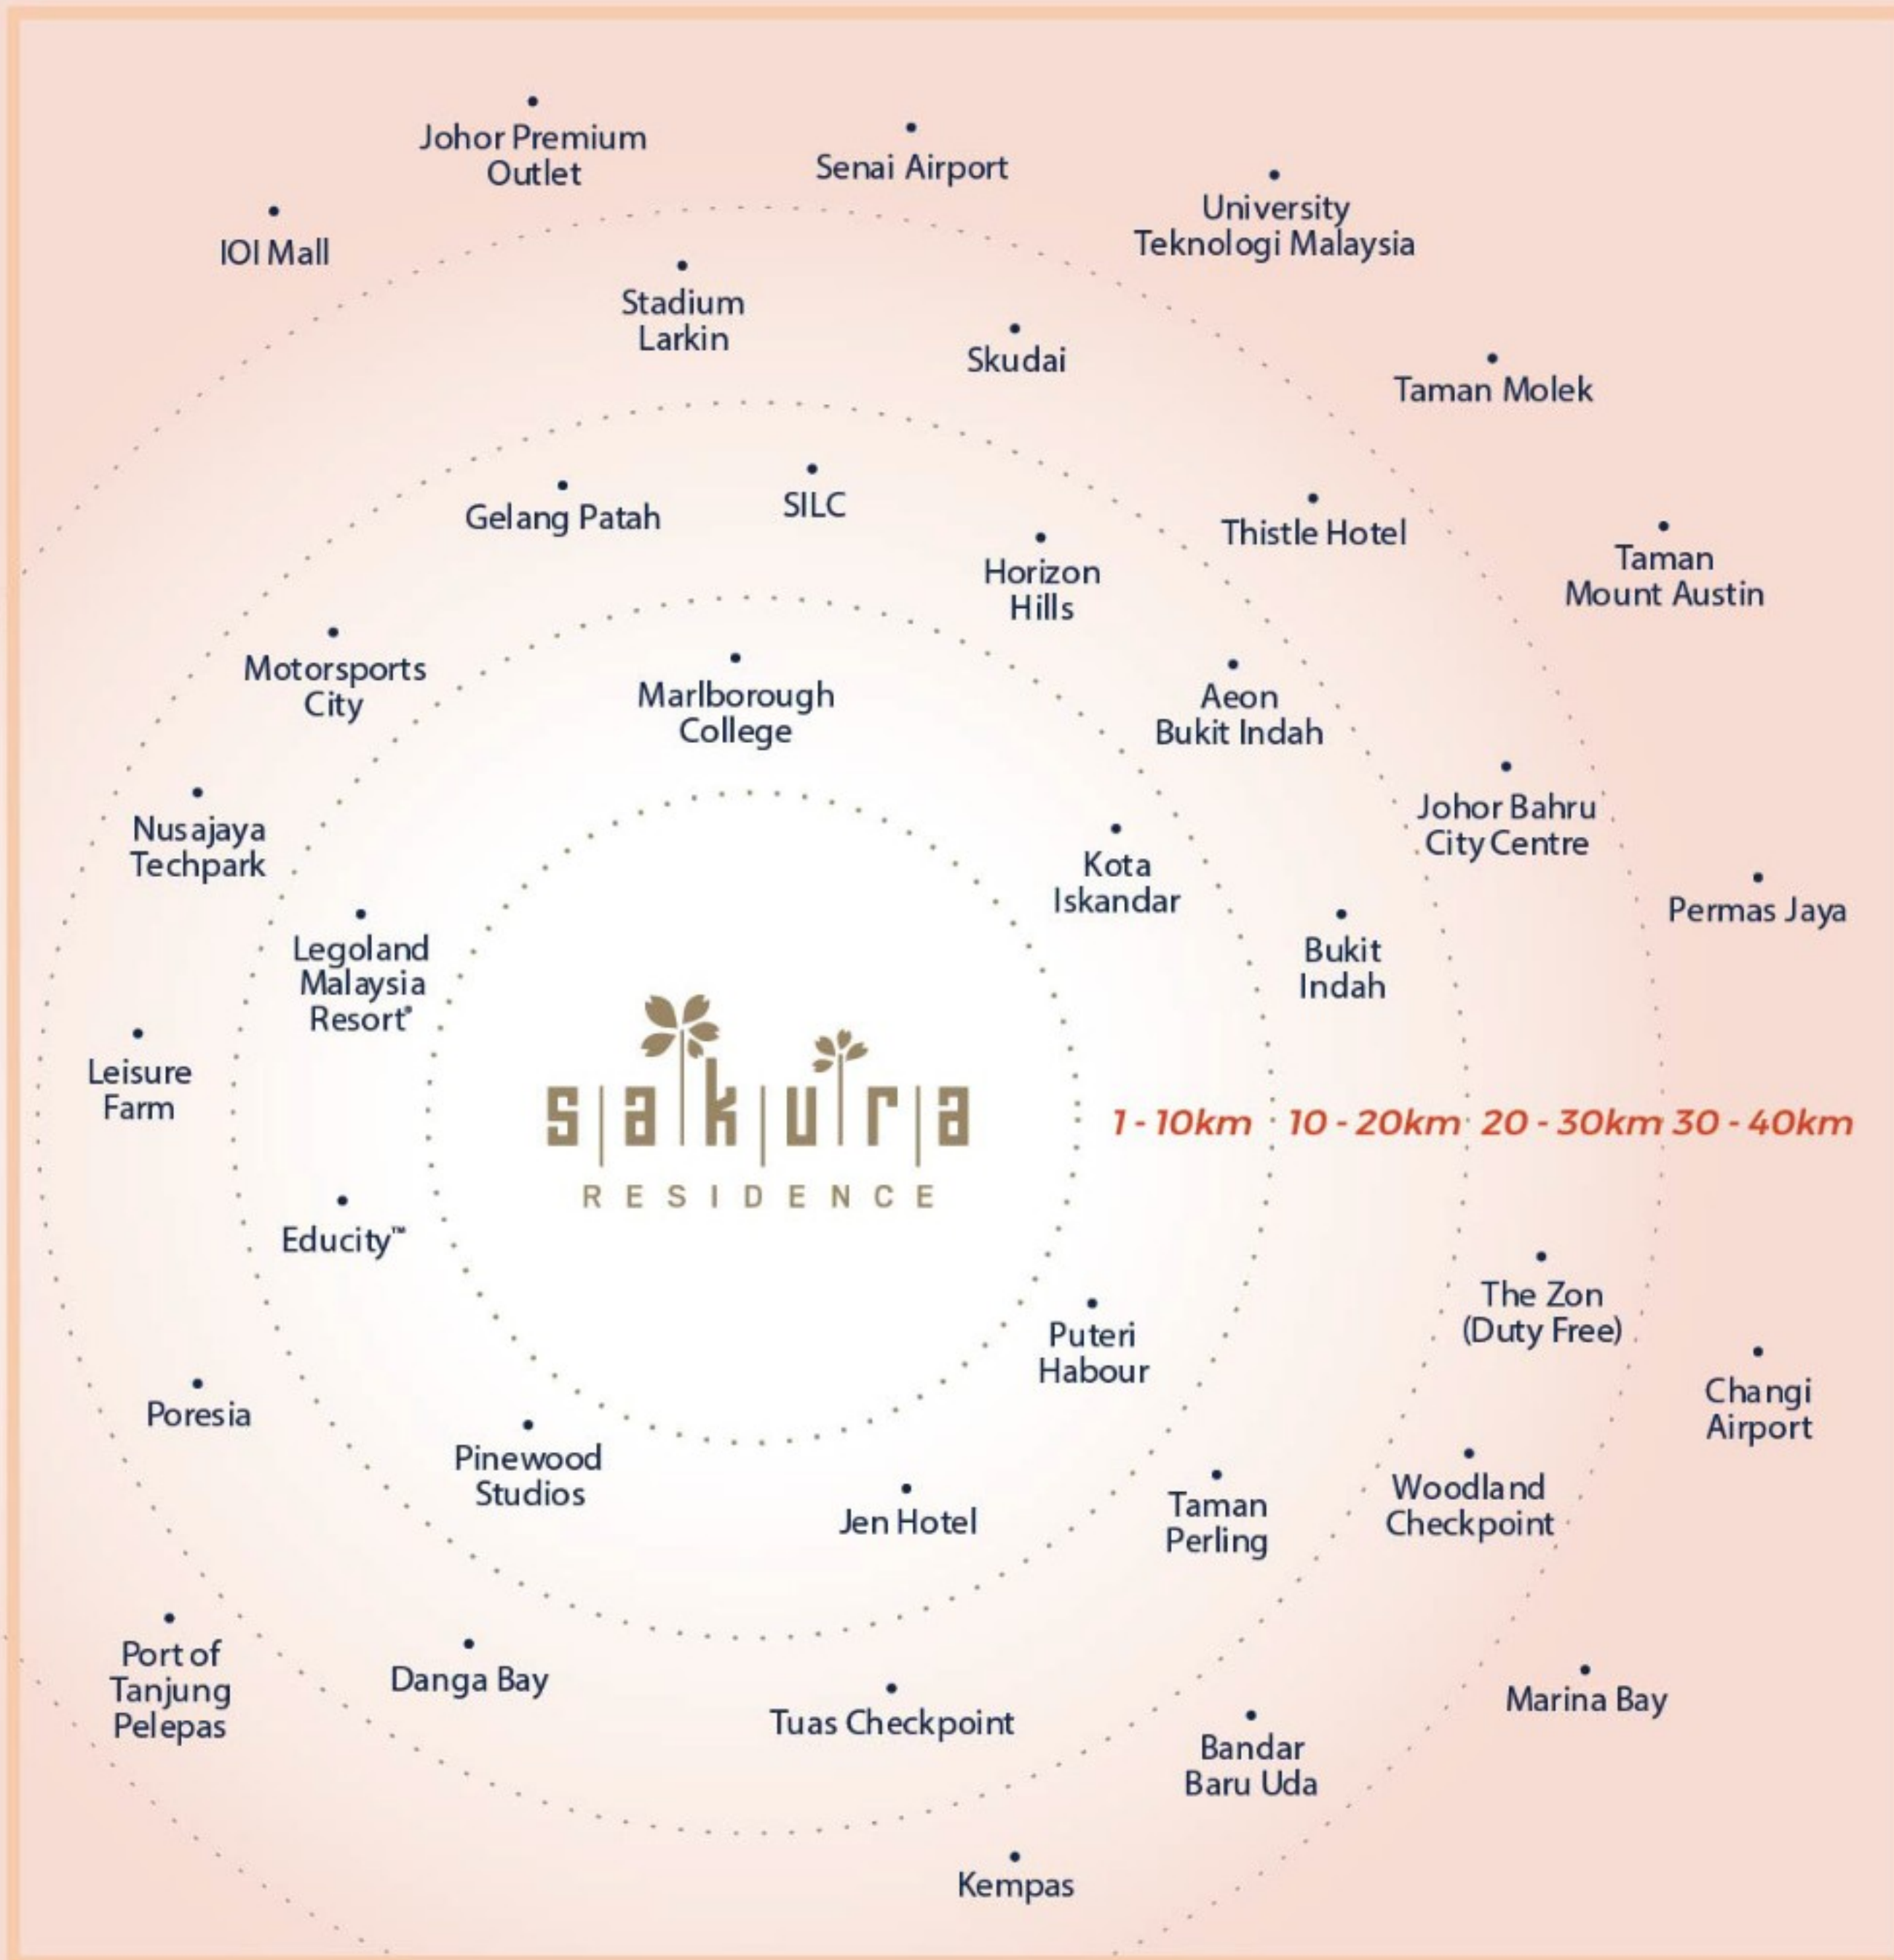 Johor Premium
Outlet
Senai Airport
University
Teknologi Malaysia
IOI Mall
Stadium
Larkin
Skudai
Taman Molek
Gelang Patah
SILC
Thistle Hotel
Horizon
Hills
Taman
Mount Austin
Motorsports
City
Marlborough
College
Aeon
Bukit Indah
Nusajaya
Techpark
Johor Bahru
City Centre
Kota
Iskandar
Permas Jaya
Legoland
Malaysia
Resort®
Bukit
Indah
Leisure
Farm
s|a|k|u|r|a
RESIDENCE
1 - 10km 10 - 20km 20 - 30km 30 - 40km
Educity™
The Zon
(Duty Free)
Puteri
Habour
Changi
Airport
Poresia
Pinewood
Studios
Jen Hotel
Taman
Perling
Woodland
Checkpoint
Port of
Tanjung
Pelepas
Danga Bay
Tuas Checkpoint
Marina Bay
Bandar
Baru Uda
Kempas